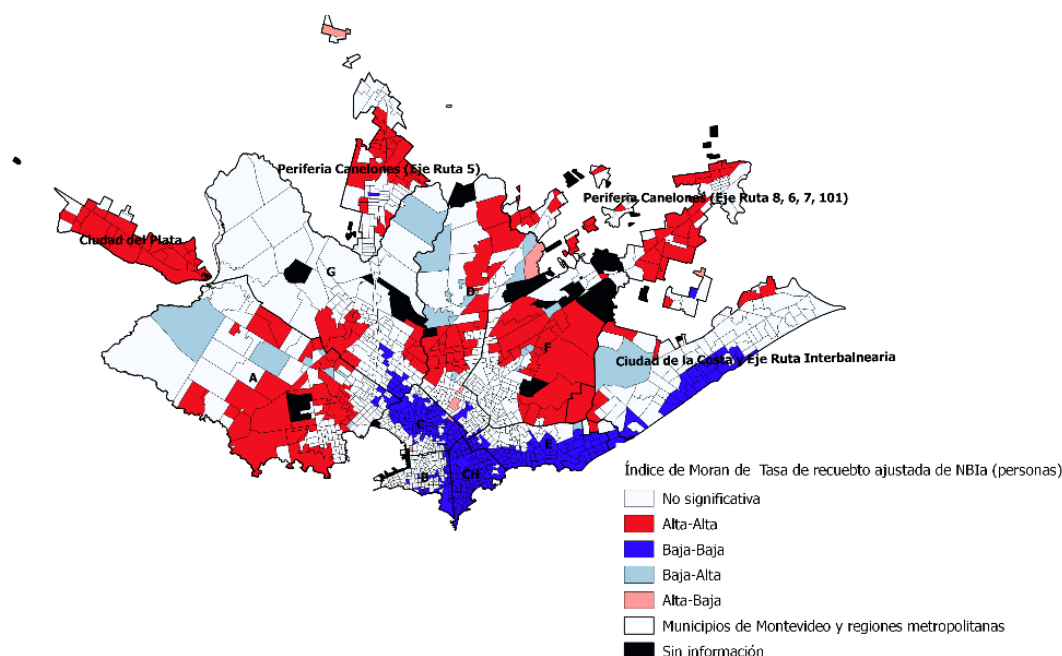 Periferia Canelones (Eje Ruta 5)
Periferia Canelones (Eje Ruta 8, 6, 7, 101)
Ciudad del Plata
G
D
F
Ciudad de la Costa y Eje Ruta Interbalnearia
A
C
E
B
CH
Índice de Moran de Tasa de recuebto ajustada de NBIa (personas)
No significativa
Alta-Alta
Baja-Baja
Baja-Alta
Alta-Baja
Municipios de Montevideo y regiones metropolitanas
Sin información